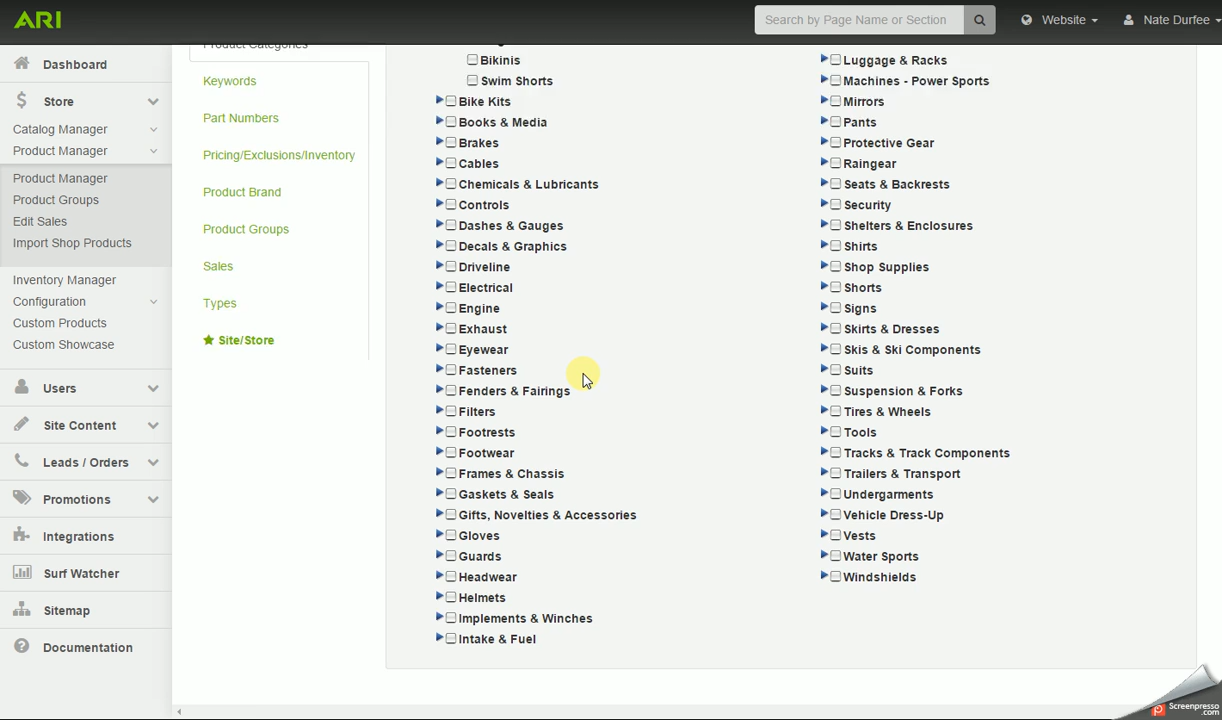 ARI
Search by Page Name or Section
Website
Nate Durfee
Dashboard
Store
Catalog Manager
Product Manager
Product Manager
Product Groups
Edit Sales
Import Shop Products
Inventory Manager
Configuration
Custom Products
Custom Showcase
Users
Site Content
Leads / Orders
Promotions
Integrations
Surf Watcher
Sitemap
Documentation
Product Categories
Keywords
Part Numbers
Pricing/Exclusions/Inventory
Product Brand
Product Groups
Sales
Types
Site/Store
Bikinis
Swim Shorts
Bike Kits
Books & Media
Brakes
Cables
Chemicals & Lubricants
Controls
Dashes & Gauges
Decals & Graphics
Driveline
Electrical
Engine
Exhaust
Eyewear
Fasteners
Fenders & Fairings
Filters
Footrests
Footwear
Frames & Chassis
Gaskets & Seals
Gifts, Novelties & Accessories
Gloves
Guards
Headwear
Helmets
Implements & Winches
Intake & Fuel
Luggage & Racks
Machines - Power Sports
Mirrors
Pants
Protective Gear
Raingear
Seats & Backrests
Security
Shelters & Enclosures
Shirts
Shop Supplies
Shorts
Signs
Skirts & Dresses
Skis & Ski Components
Suits
Suspension & Forks
Tires & Wheels
Tools
Tracks & Track Components
Trailers & Transport
Undergarments
Vehicle Dress-Up
Vests
Water Sports
Windshields
Screenpresso
.com